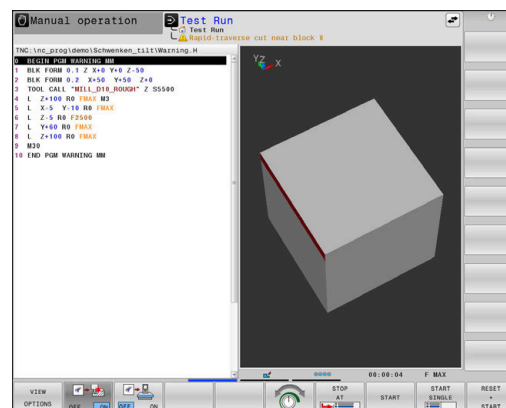 Manual operation
Test Run
Test Run
Rapid-traverse cut near block 8
TNC:\nc_prog\demo\Schwenken_tilt\Warning.H
0 BEGIN PGM WARNING MM
1 BLK FORM 0.1 Z X+0 Y+0 Z-50
2 BLK FORM 0.2 X+50 Y+50 Z+0
3 TOOL CALL "MILL_D10_ROUGH" Z S5500
4 L Z+100 R0 FMAX M3
5 L X-5 Y-10 R0 FMAX
6 L Z-5 R0 F2500
7 L Y+60 R0 FMAX
8 L Z+100 R0 FMAX
9 M30
10 END PGM WARNING MM
YZ X
00:00:04 F MAX
VIEW OPTIONS
OFF ON
OFF ON
STOP AT
START
START SINGLE
RESET + START